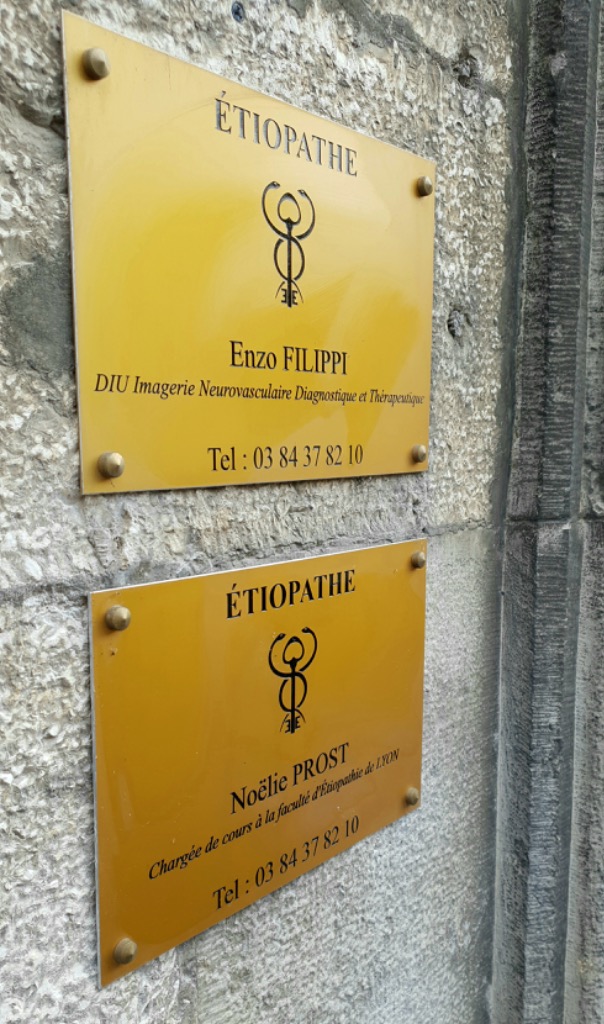 ÉTIOPATHE
Enzo FILIPPI
DIU Imagerie Neurovasculaire Diagnostique et Thérapeutique
Tel : 03 84 37 82 10
ÉTIOPATHE
Noëlie PROST
Chargée de cours à la faculté d'Étiopathie de LYON
Tel : 03 84 37 82 10